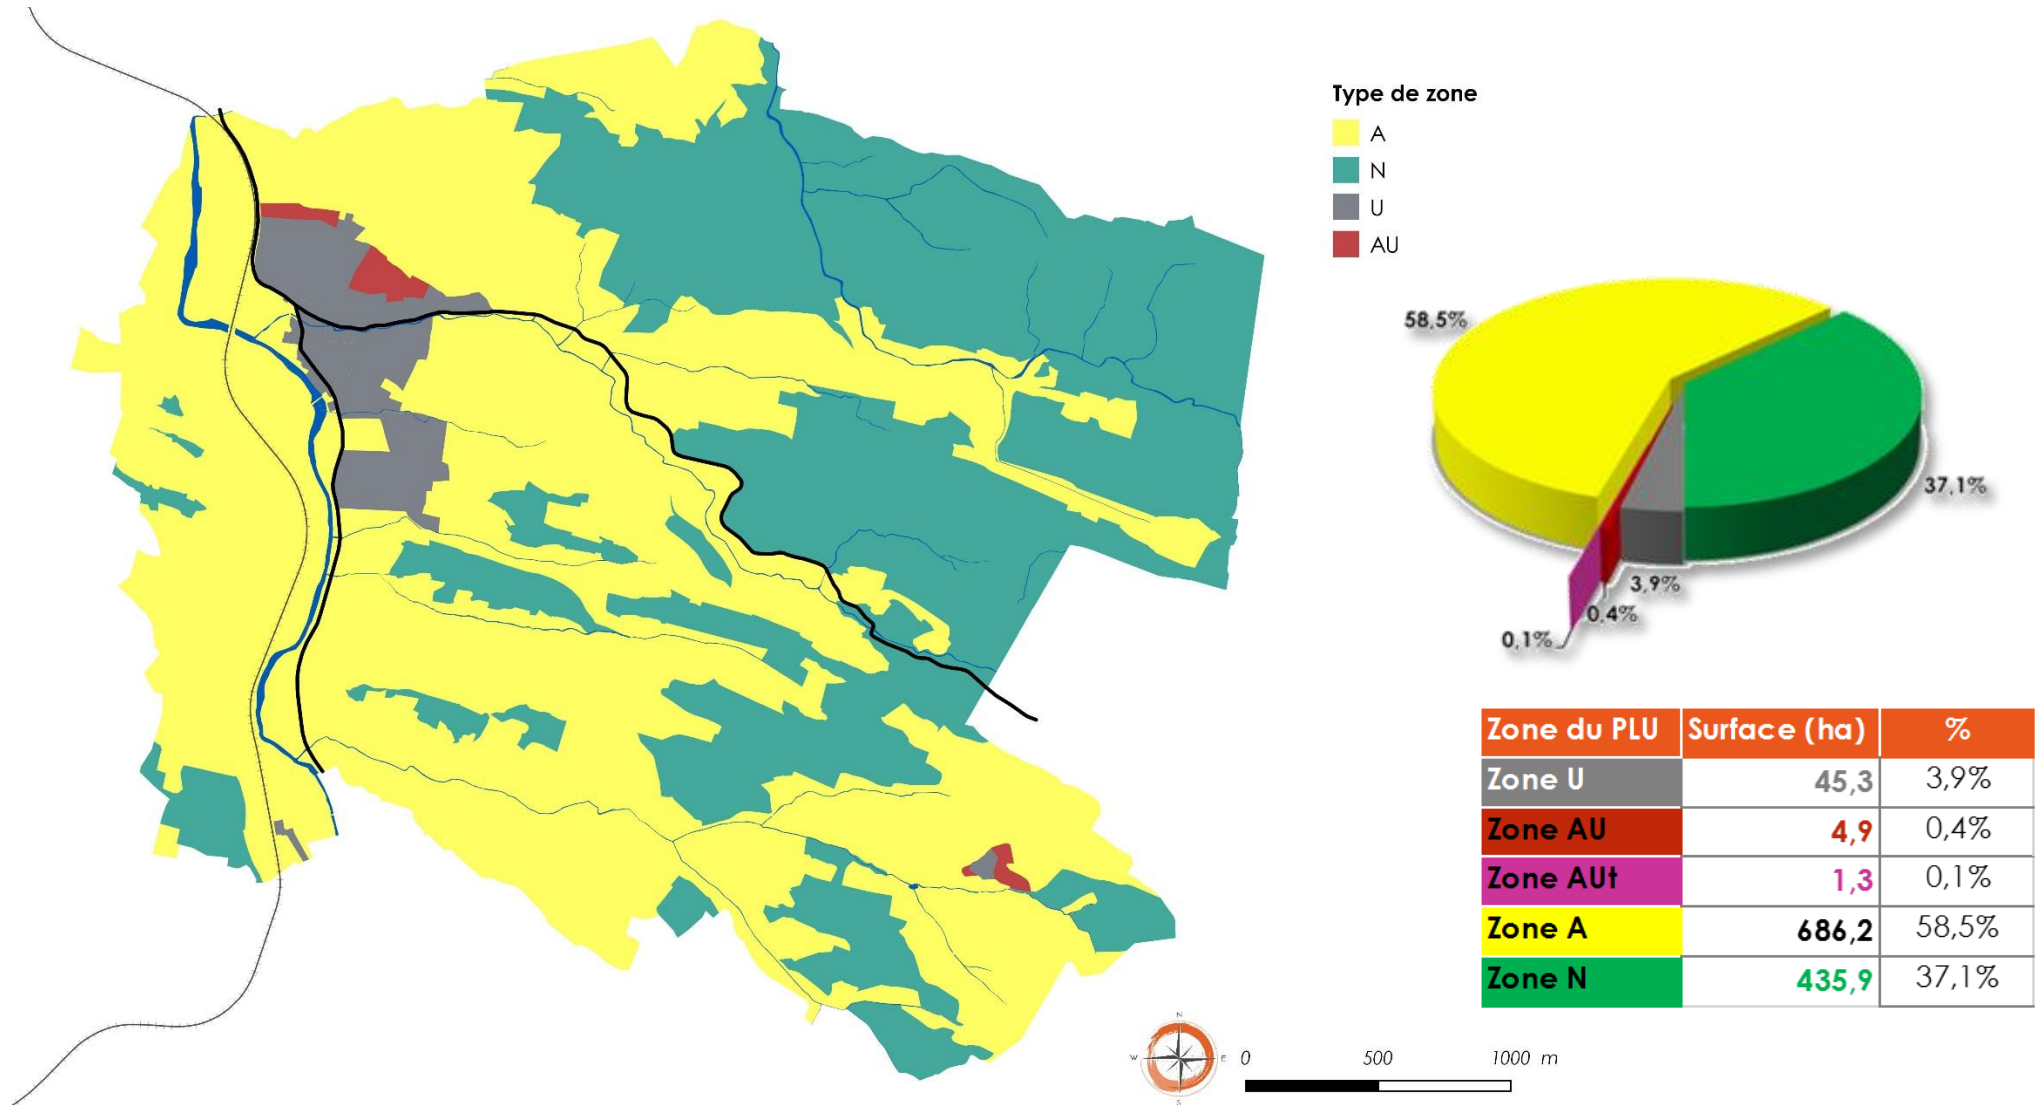 Type de zone
A
N
U
AU
58,5%
37,1%
3,9%
0,4%
0,1%
Zone du PLU Surface (ha) %
Zone U 45,3 3,9%
Zone AU 4,9 0,4%
Zone AUt 1,3 0,1%
Zone A 686,2 58,5%
Zone N 435,9 37,1%
N
W E
S
0 500 1000 m